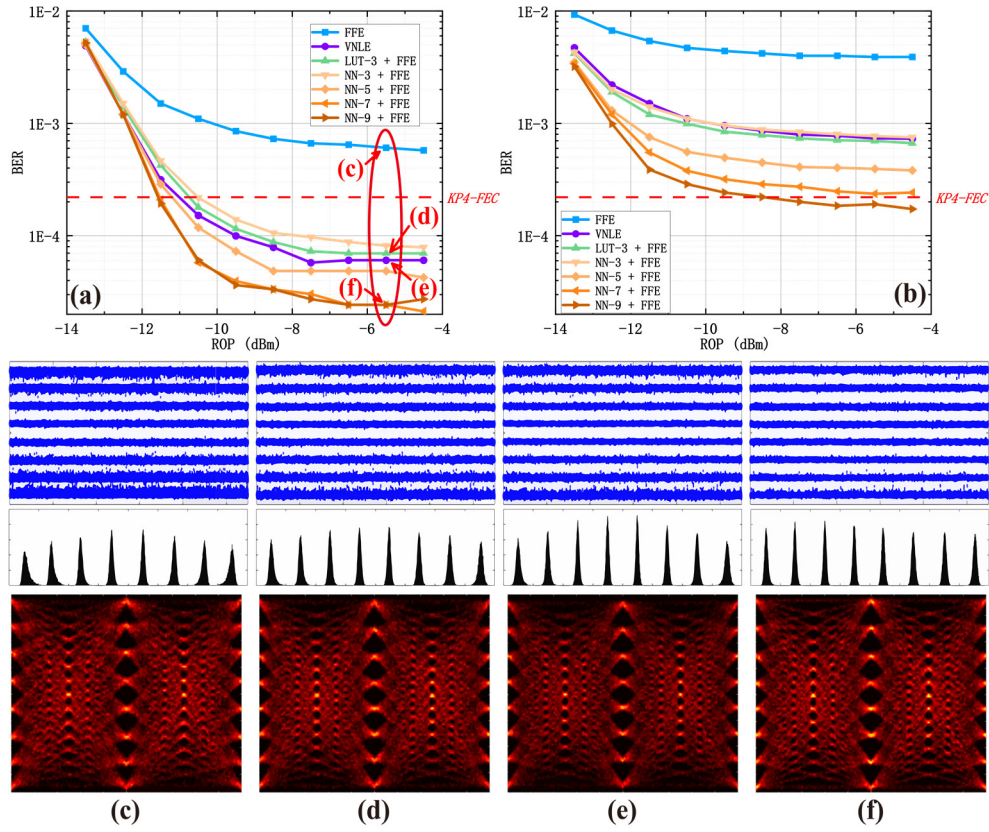 1E-2
1E-3
1E-4
BER
FFE
VNLE
LUT-3 + FFE
NN-3 + FFE
NN-5 + FFE
NN-7 + FFE
NN-9 + FFE
(c)
(d)
(e)
(f)
KP4-FEC
(a)
-14
-12
-10
-8
-6
-4
ROP (dBm)
1E-2
1E-3
1E-4
BER
KP4-FEC
FFE
VNLE
LUT-3 + FFE
NN-3 + FFE
NN-5 + FFE
NN-7 + FFE
NN-9 + FFE
(b)
-14
-12
-10
-8
-6
-4
ROP (dBm)
(c)
(d)
(e)
(f)